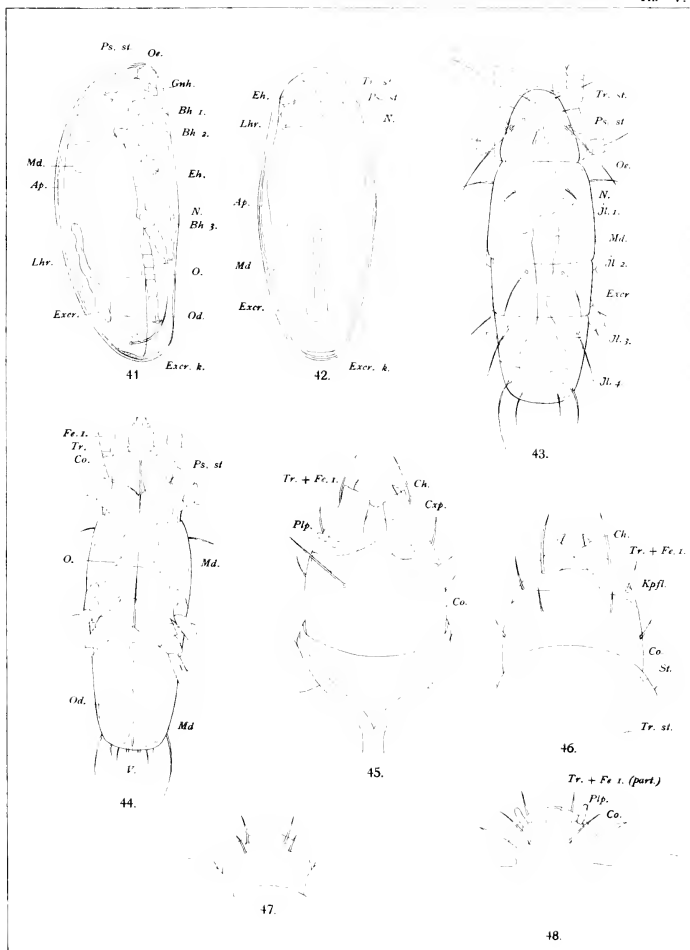 Ps. st
Oe.
Gnh.
Bh 1.
Bh 2.
Md.
Ap.
Eh.
N.
Bh 3.
Lhr.
O.
Excr.
Od.
Excr. k.
41
Tr. st
Eh.
Ps. st
Lhr.
N.
Ap.
Md
Excr.
Excr. k.
42.
Tr. st.
Ps. st
Oe.
N.
Jl. 1.
Md.
Jl 2.
Excr
Jl. 3.
Jl. 4
43.
Fe. 1.
Tr.
Co.
Ps. st
O.
Md.
Od.
Md
V.
44.
Tr. + Fe. 1.
Ch.
Cxp.
Plp.
Co.
45.
Ch.
Tr. + Fe. 1.
Kpfl.
Co.
St.
Tr. st.
46.
47.
Tr. + Fe 1. (part.)
Plp.
Co.
48.